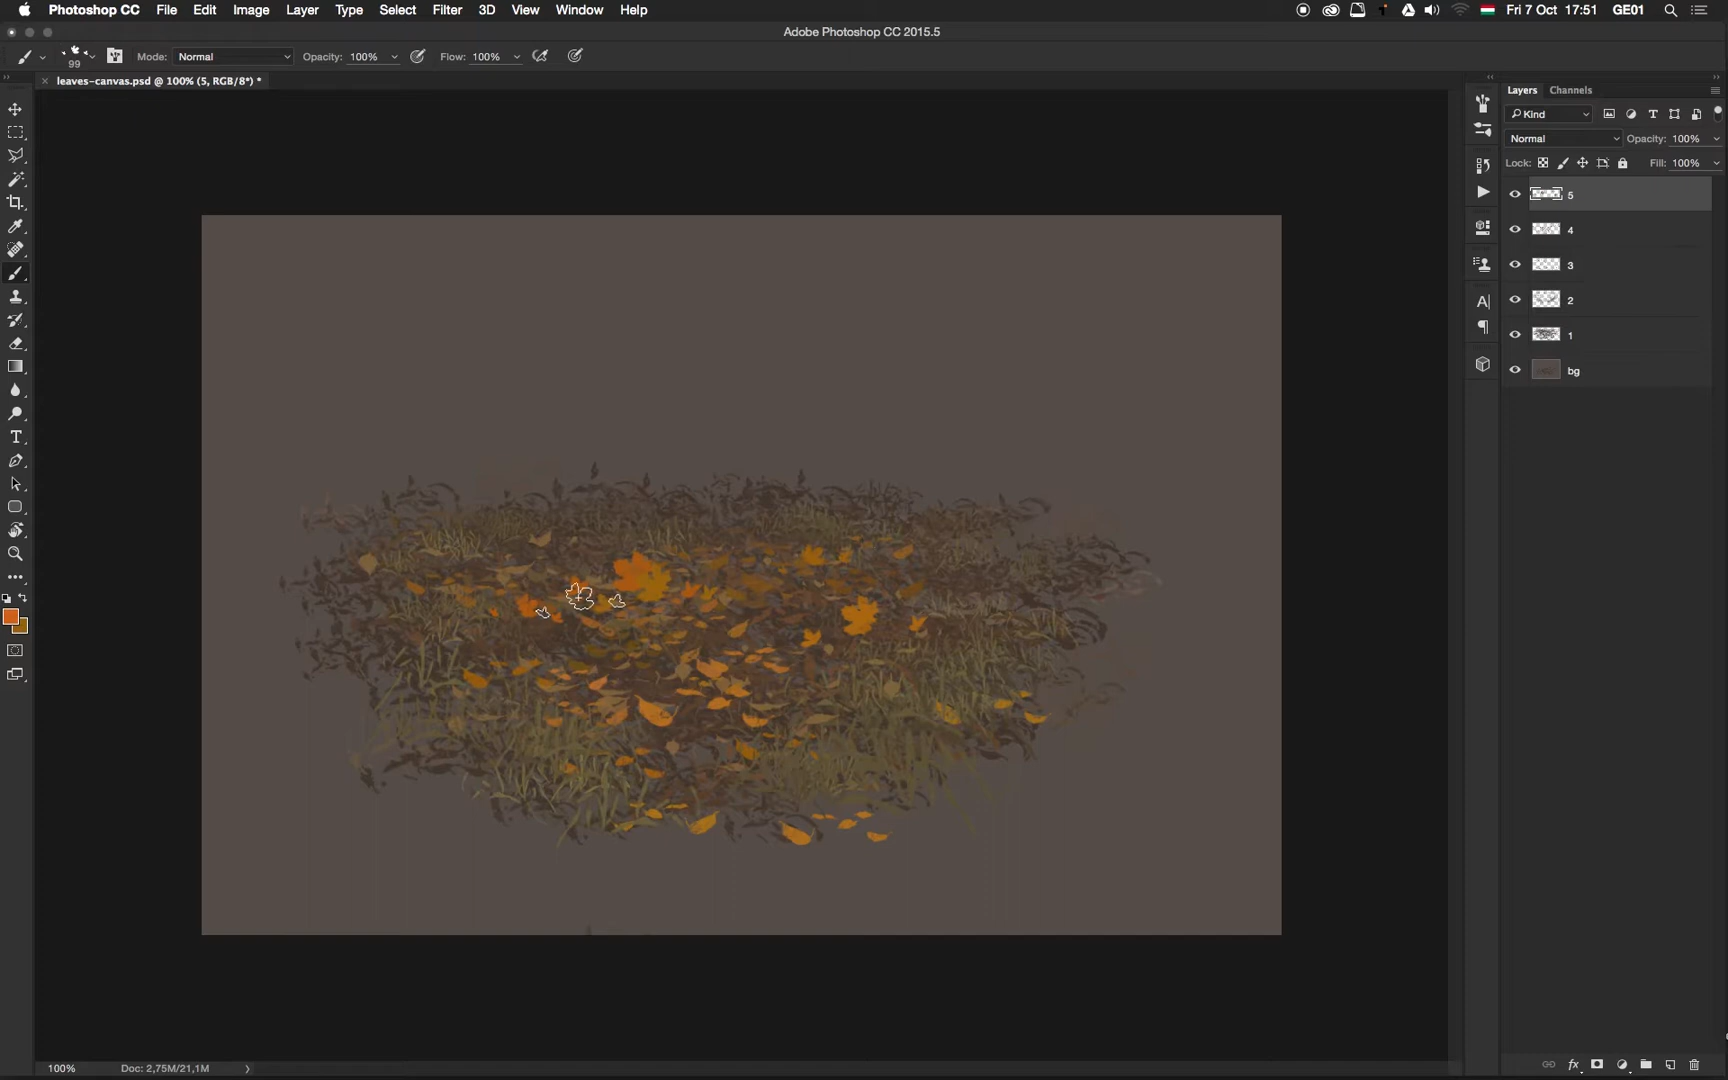 Photoshop CC File Edit Image Layer Type Select Filter 3D View Window Help Fri 7 Oct 17:51 GE01
Adobe Photoshop CC 2015.5
99 Mode: Normal Opacity: 100% Flow: 100%
leaves-canvas.psd @ 100% (5, RGB/8*) *
Layers Channels
Kind
Normal Opacity: 100%
Lock: Fill: 100%
5
4
3
2
1
bg
100% Doc: 2,75M/21,1M